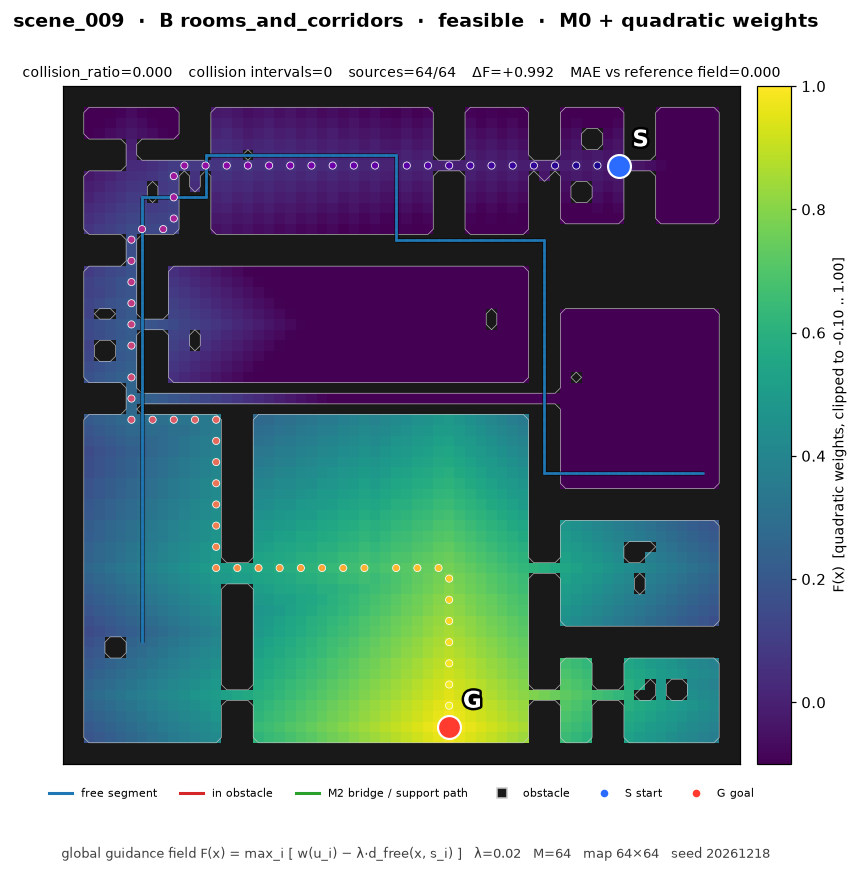 scene_009 · B rooms_and_corridors · feasible · M0 + quadratic weights
collision_ratio=0.000 collision intervals=0 sources=64/64 ΔF=+0.992 MAE vs reference field=0.000
S
G
1.0
0.8
0.6
0.4
0.2
0.0
F(x) [quadratic weights, clipped to -0.10 .. 1.00]
free segment in obstacle M2 bridge / support path obstacle S start G goal
global guidance field F(x) = max_i [ w(u_i) − λ·d_free(x, s_i) ] λ=0.02 M=64 map 64×64 seed 20261218